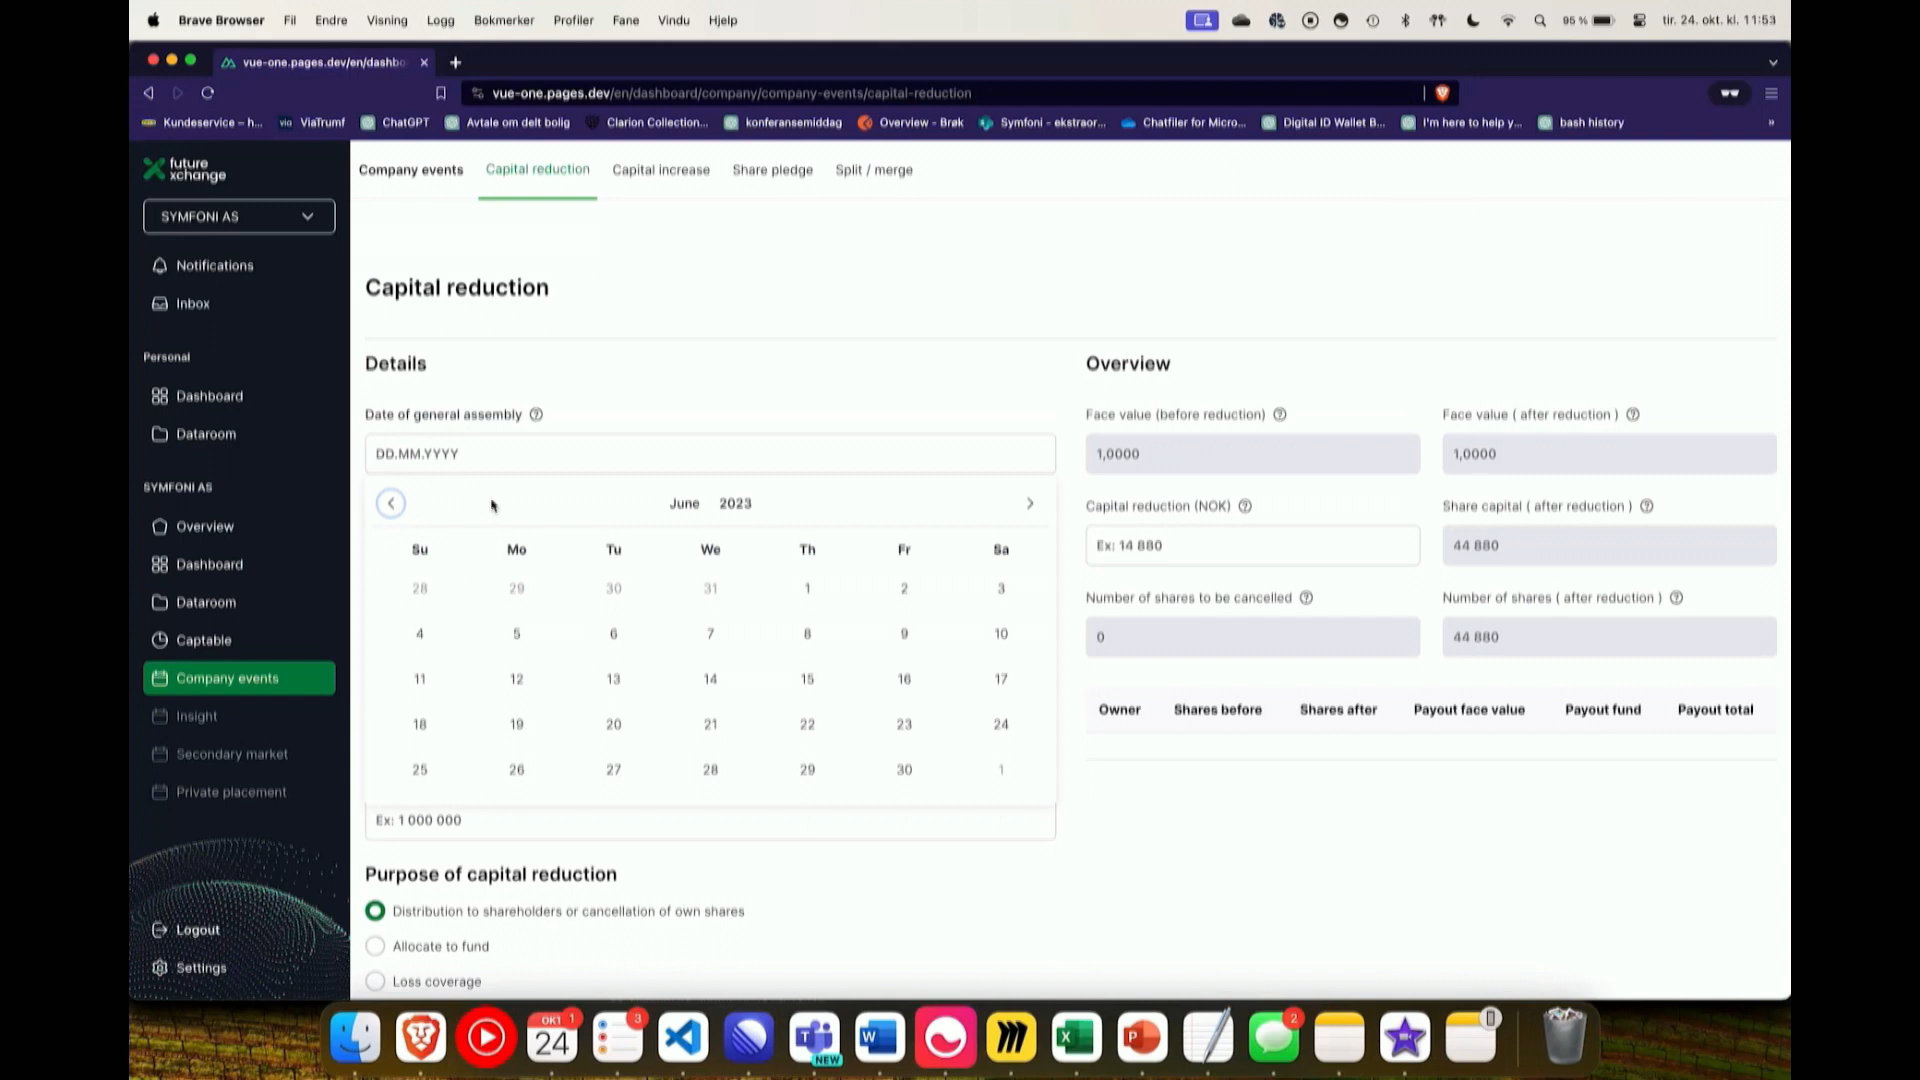 Brave Browser Fil Endre Visning Logg Bokmerker Profiler Fane Vindu Hjelp 95 % tir. 24. okt. kl. 11:53
vue-one.pages.dev/en/dashbo
vue-one.pages.dev/en/dashboard/company/company-events/capital-reduction
Kundeservice – h... via ViaTrumf ChatGPT Avtale om delt bolig Clarion Collection... konferansemiddag Overview - Brøk Symfoni - ekstraor... Chatfiler for Micro... Digital ID Wallet B... I'm here to help y... bash history »
future
xchange
Company events Capital reduction Capital increase Share pledge Split / merge
SYMFONI AS
Notifications
Inbox
Personal
Dashboard
Dataroom
SYMFONI AS
Overview
Dashboard
Dataroom
Captable
Company events
Insight
Secondary market
Private placement
Logout
Settings
Capital reduction
Details
Date of general assembly
DD.MM.YYYY
June 2023
Su Mo Tu We Th Fr Sa
28 29 30 31 1 2 3
4 5 6 7 8 9 10
11 12 13 14 15 16 17
18 19 20 21 22 23 24
25 26 27 28 29 30 1
Ex: 1 000 000
Purpose of capital reduction
Distribution to shareholders or cancellation of own shares
Allocate to fund
Loss coverage
Overview
Face value (before reduction) Face value ( after reduction )
1,0000 1,0000
Capital reduction (NOK) Share capital ( after reduction )
Ex: 14 880 44 880
Number of shares to be cancelled Number of shares ( after reduction )
0 44 880
Owner Shares before Shares after Payout face value Payout fund Payout total
OKT 1 3 2
24
NEW